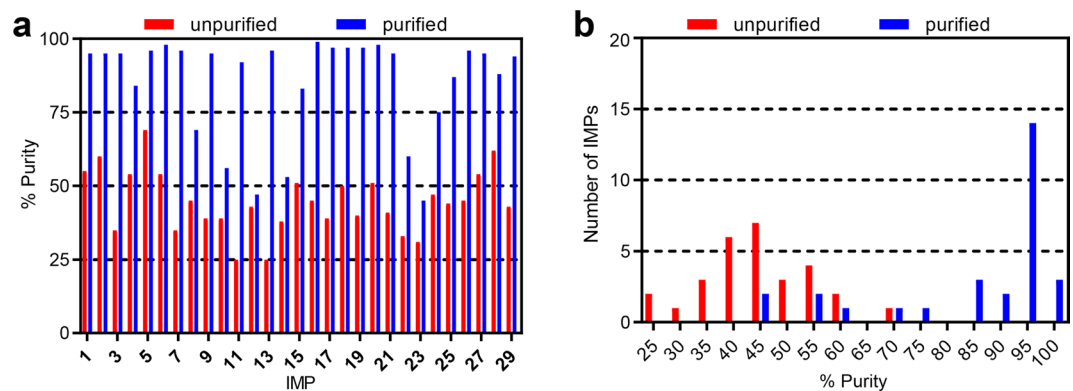 a
unpurified purified
100
75
50
25
0
% Purity
1 3 5 7 9 11 13 15 17 19 21 23 25 27 29
IMP
b
unpurified purified
20
15
10
5
0
Number of IMPs
25 30 35 40 45 50 55 60 65 70 75 80 85 90 95 100
% Purity